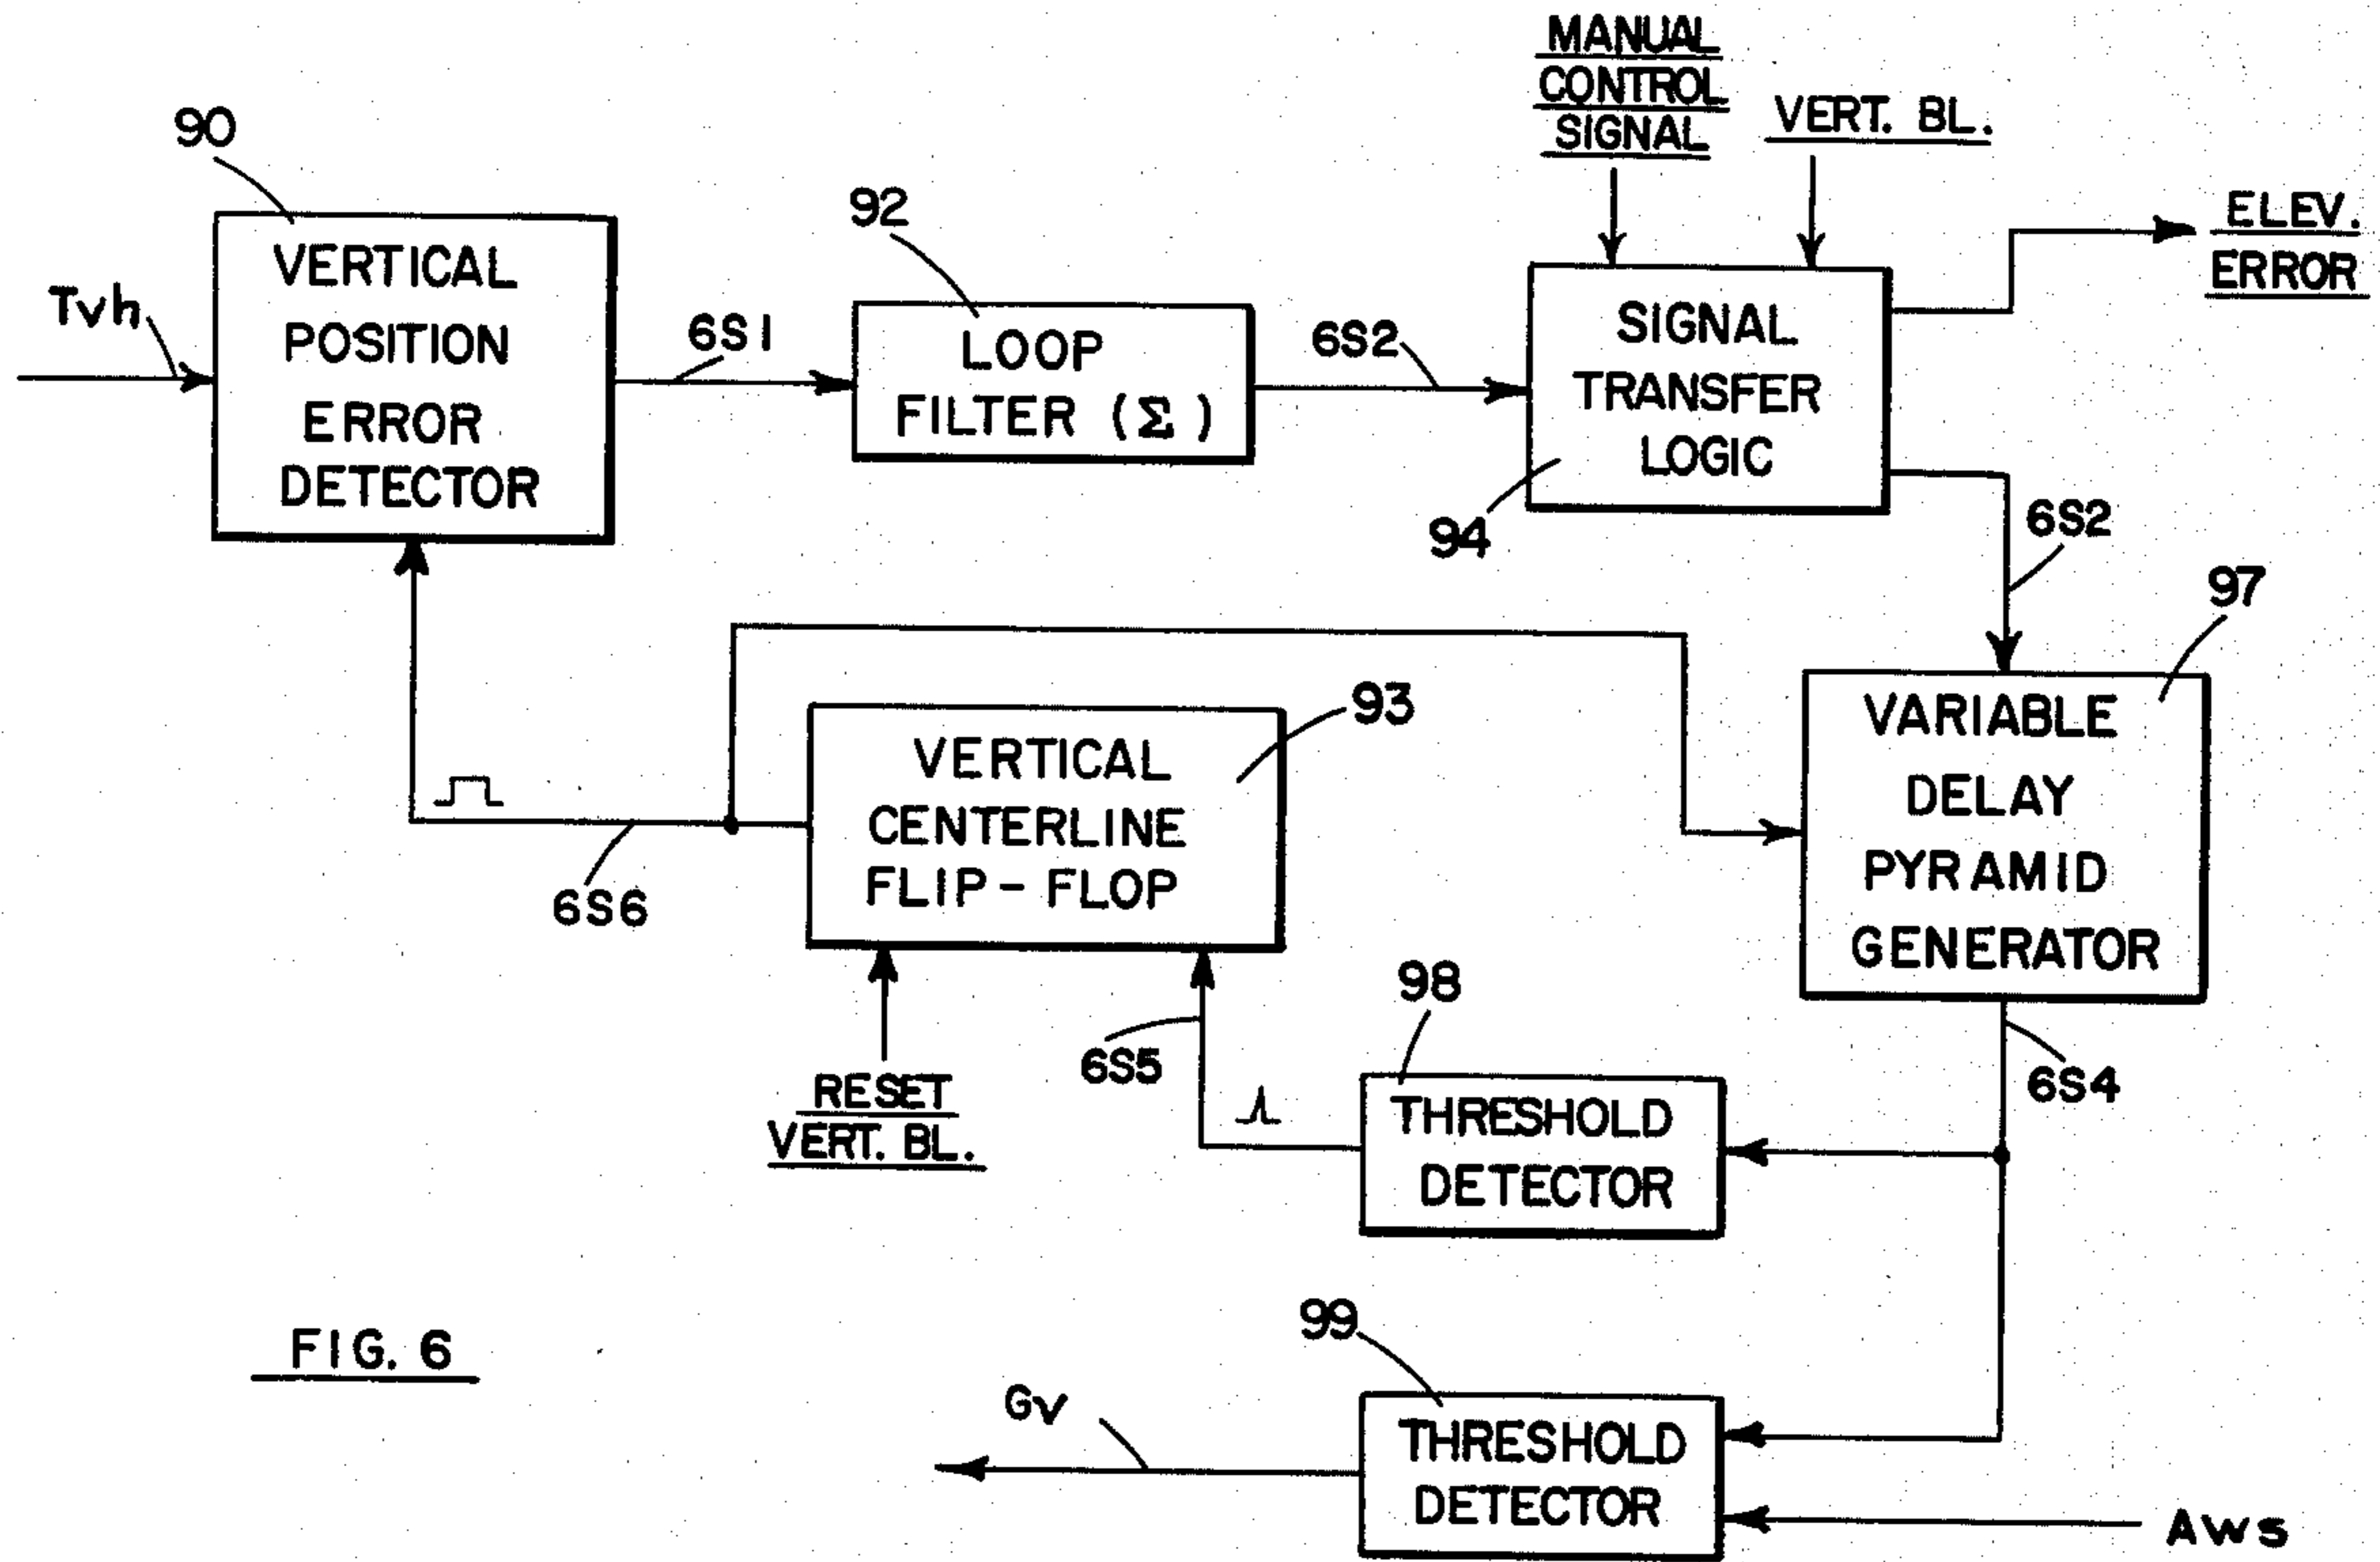 MANUAL
CONTROL
SIGNAL
VERT. BL.
90
92
ELEV.
ERROR
Tvh
VERTICAL
POSITION
ERROR
DETECTOR
6S1
LOOP
FILTER (Σ)
6S2
SIGNAL
TRANSFER
LOGIC
94
6S2
97
93
VERTICAL
CENTERLINE
FLIP-FLOP
VARIABLE
DELAY
PYRAMID
GENERATOR
6S6
98
6S5
RESET
VERT. BL.
THRESHOLD
DETECTOR
6S4
99
FIG. 6
Gv
THRESHOLD
DETECTOR
Aws